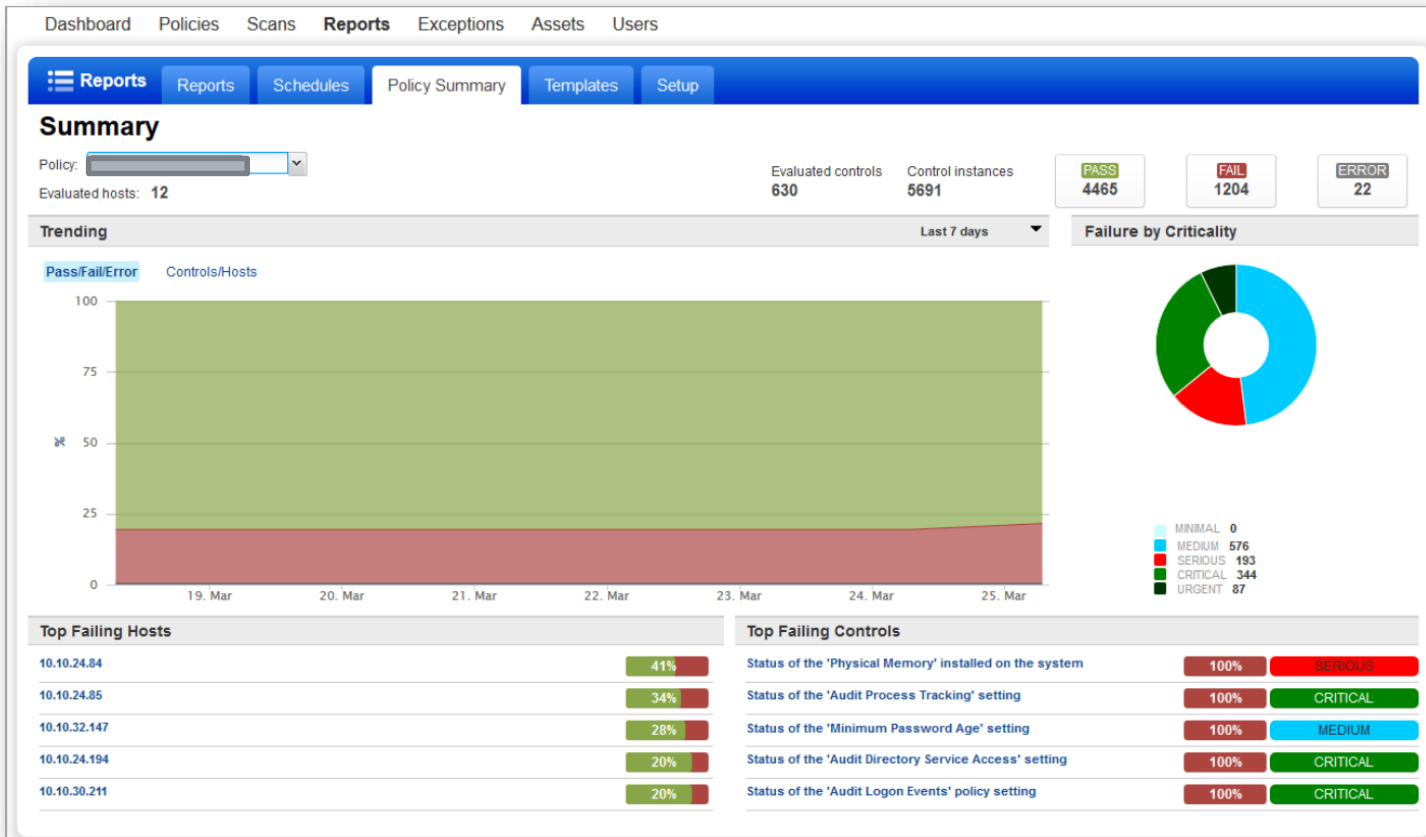 Dashboard Policies Scans Reports Exceptions Assets Users
Reports Reports Schedules Policy Summary Templates Setup
Summary
Policy:
Evaluated hosts: 12
Evaluated controls
630
Control instances
5691
PASS
4465
FAIL
1204
ERROR
22
Trending Last 7 days
Pass/Fail/Error Controls/Hosts
100
75
50
25
0
%
19. Mar 20. Mar 21. Mar 22. Mar 23. Mar 24. Mar 25. Mar
Failure by Criticality
MINIMAL 0
MEDIUM 576
SERIOUS 193
CRITICAL 344
URGENT 87
Top Failing Hosts
10.10.24.84 41%
10.10.24.85 34%
10.10.32.147 28%
10.10.24.194 20%
10.10.30.211 20%
Top Failing Controls
Status of the 'Physical Memory' installed on the system 100% SERIOUS
Status of the 'Audit Process Tracking' setting 100% CRITICAL
Status of the 'Minimum Password Age' setting 100% MEDIUM
Status of the 'Audit Directory Service Access' setting 100% CRITICAL
Status of the 'Audit Logon Events' policy setting 100% CRITICAL